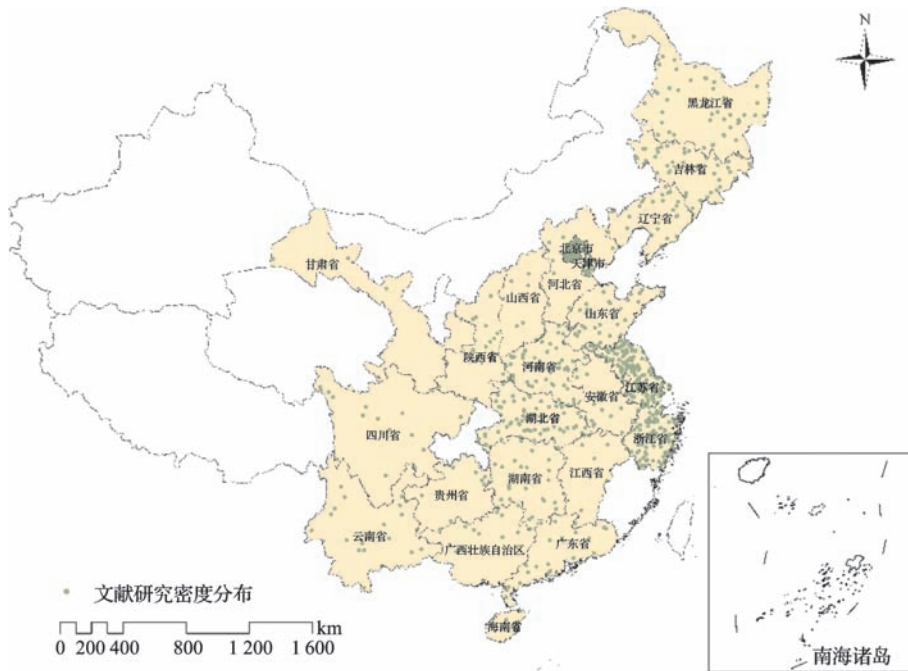 N
黑龙江省
吉林省
辽宁省
北京市
天津市
甘肃省
河北省
山西省
山东省
陕西省
河南省
江苏省
安徽省
湖北省
浙江省
四川省
湖南省
江西省
贵州省
云南省
广西壮族自治区
广东省
海南省
文献研究密度分布
km
0 200 400 800 1 200 1 600
南海诸岛